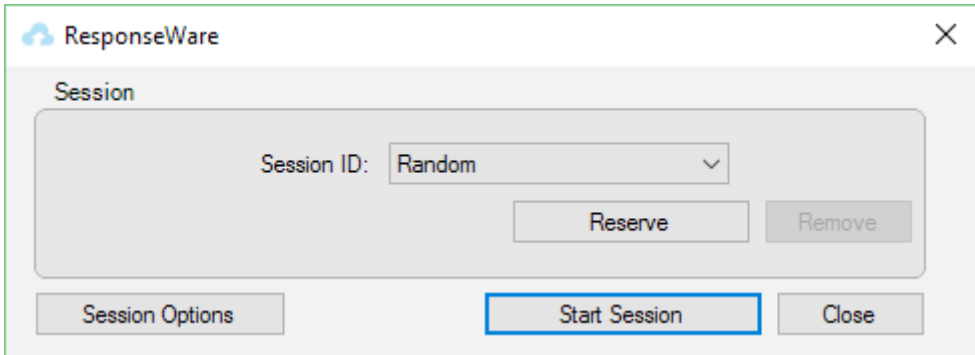 ResponseWare
Session
Session ID: Random
Reserve Remove
Session Options Start Session Close